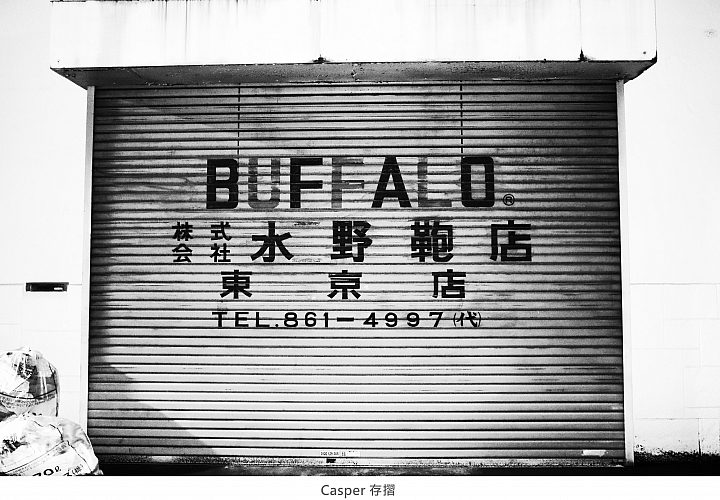 BUFFALO®
株式会社 水野鞄店
東京店
TEL.861-4997(代)
Casper 存摺